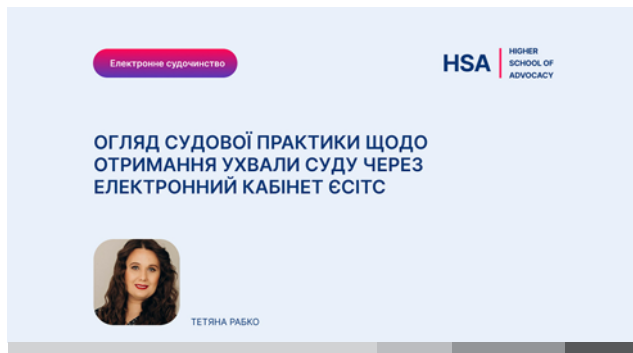 Електронне судочинство
HSA
HIGHER
SCHOOL OF
ADVOCACY
ОГЛЯД СУДОВОЇ ПРАКТИКИ ЩОДО
ОТРИМАННЯ УХВАЛИ СУДУ ЧЕРЕЗ
ЕЛЕКТРОННИЙ КАБІНЕТ ЄСІТС
ТЕТЯНА РАБКО